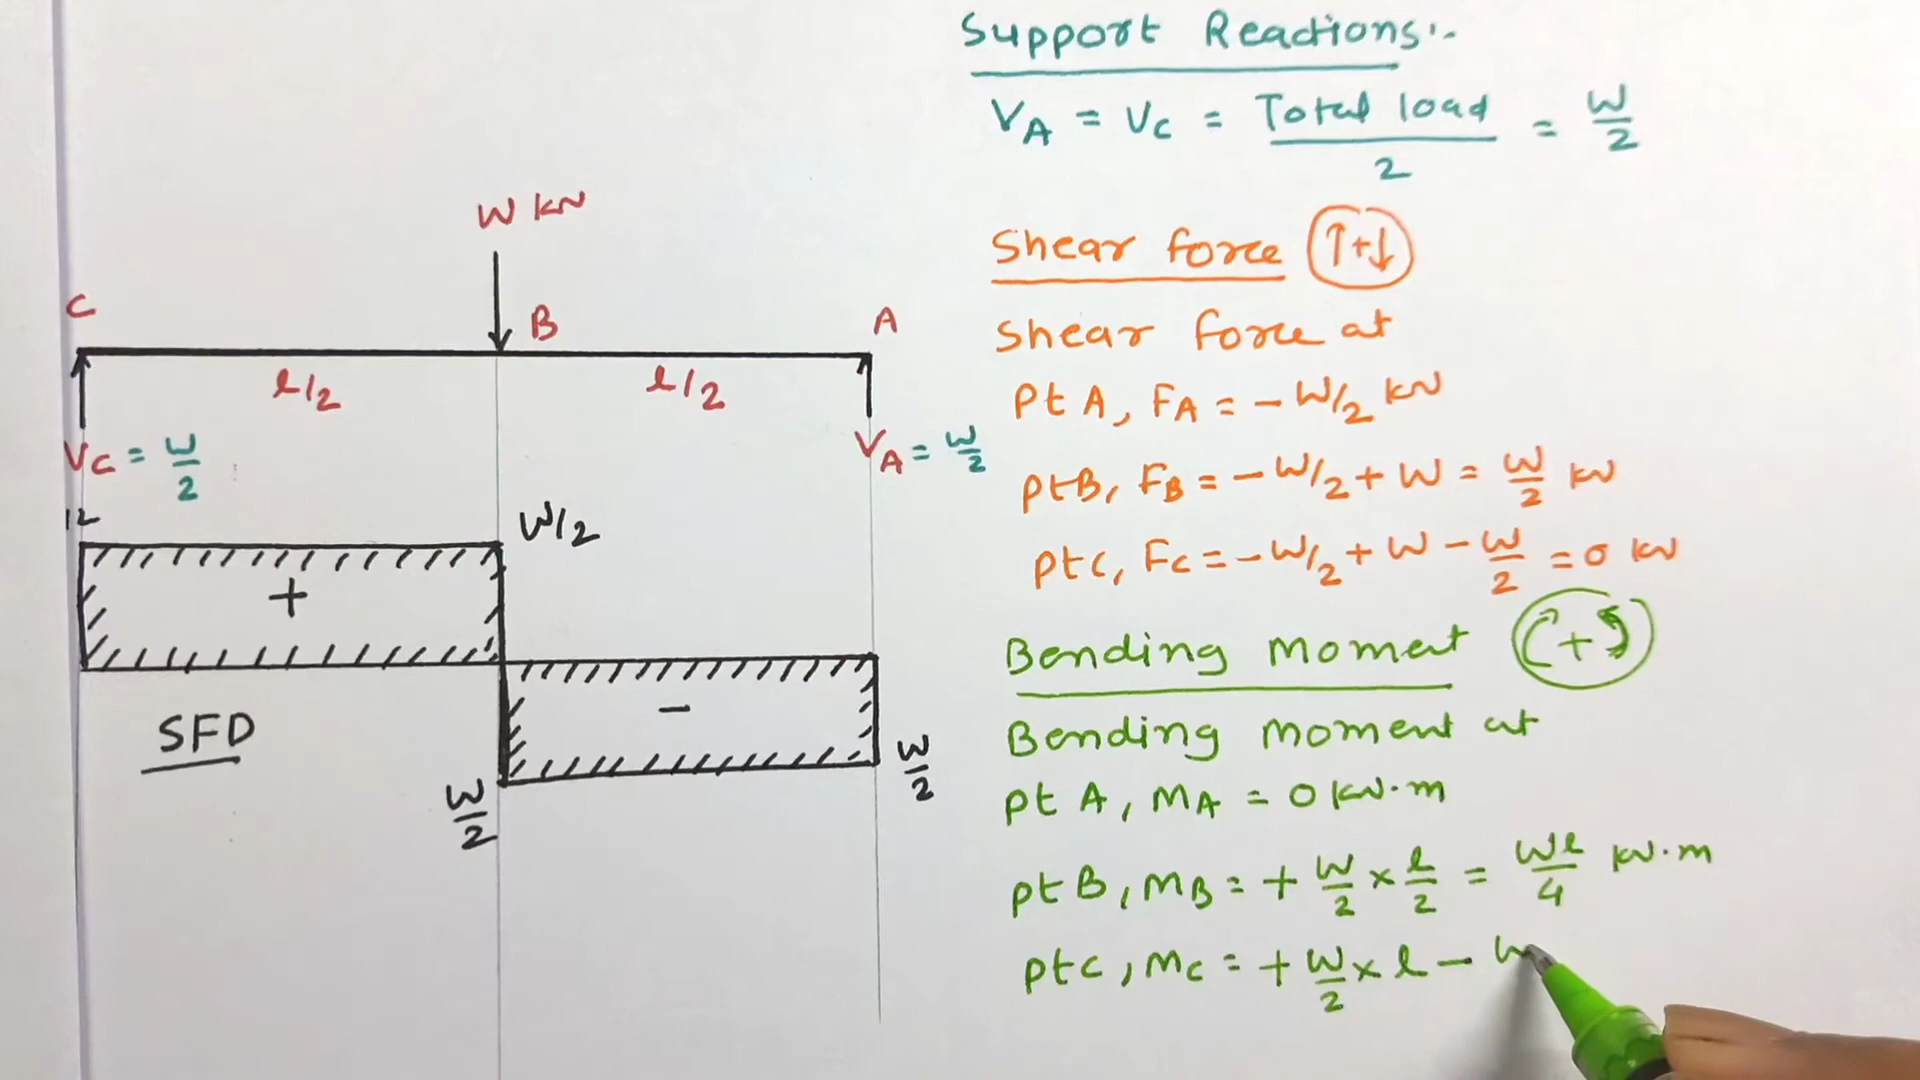 Support Reactions:-
VA = VC = Total load / 2 = W/2
W kN
Shear force ↑+↓
C
B
A
Shear force at
l/2
l/2
Pt A, FA = - W/2 kN
VC = W/2
VA = W/2
Pt B, FB = - W/2 + W = W/2 kN
W/2
Pt C, FC = - W/2 + W - W/2 = 0 kN
+
Bending Moment (+)
-
SFD
Bending Moment at
W/2
W/2
Pt A, MA = 0 kN.m
Pt B, MB = + W/2 × l/2 = Wl/4 kN.m
Pt C, MC = + W/2 × l - W